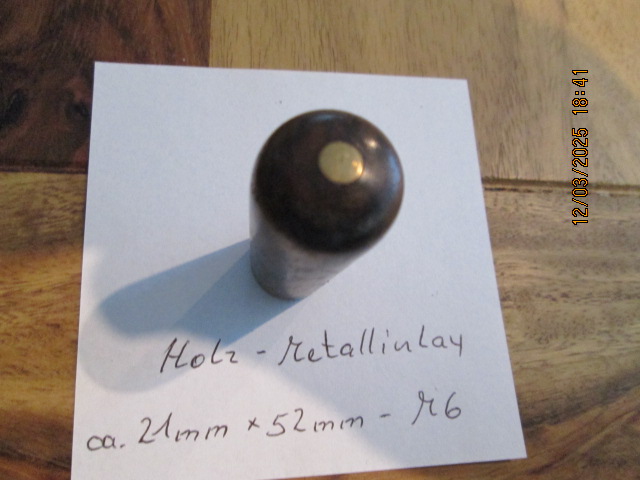 Holz - Metallinlay
ca. 21mm x 52mm - M6
12/03/2025 18:41